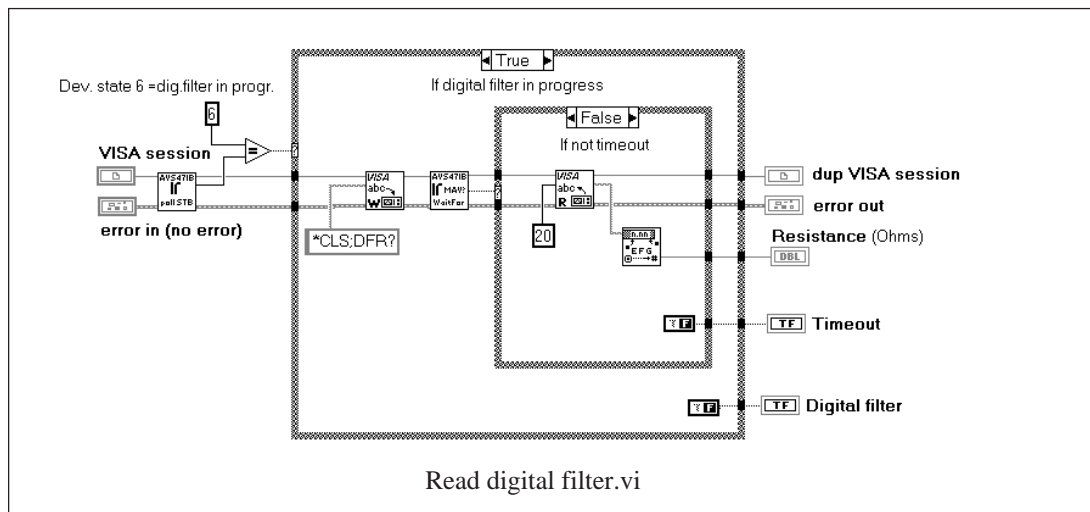 True
If digital filter in progress
Dev. state 6 =dig.filter in progr.
6
=
False
If not timeout
VISA session
AVS47IB
poll STB
error in (no error)
VISA
abc
W
*CLS;DFR?
AVS47IB
MAV?
WaitFor
VISA
abc
R
20
n.nn
EFG
#
dup VISA session
error out
Resistance (Ohms)
DBL
F
TF
Timeout
F
TF
Digital filter
Read digital filter.vi